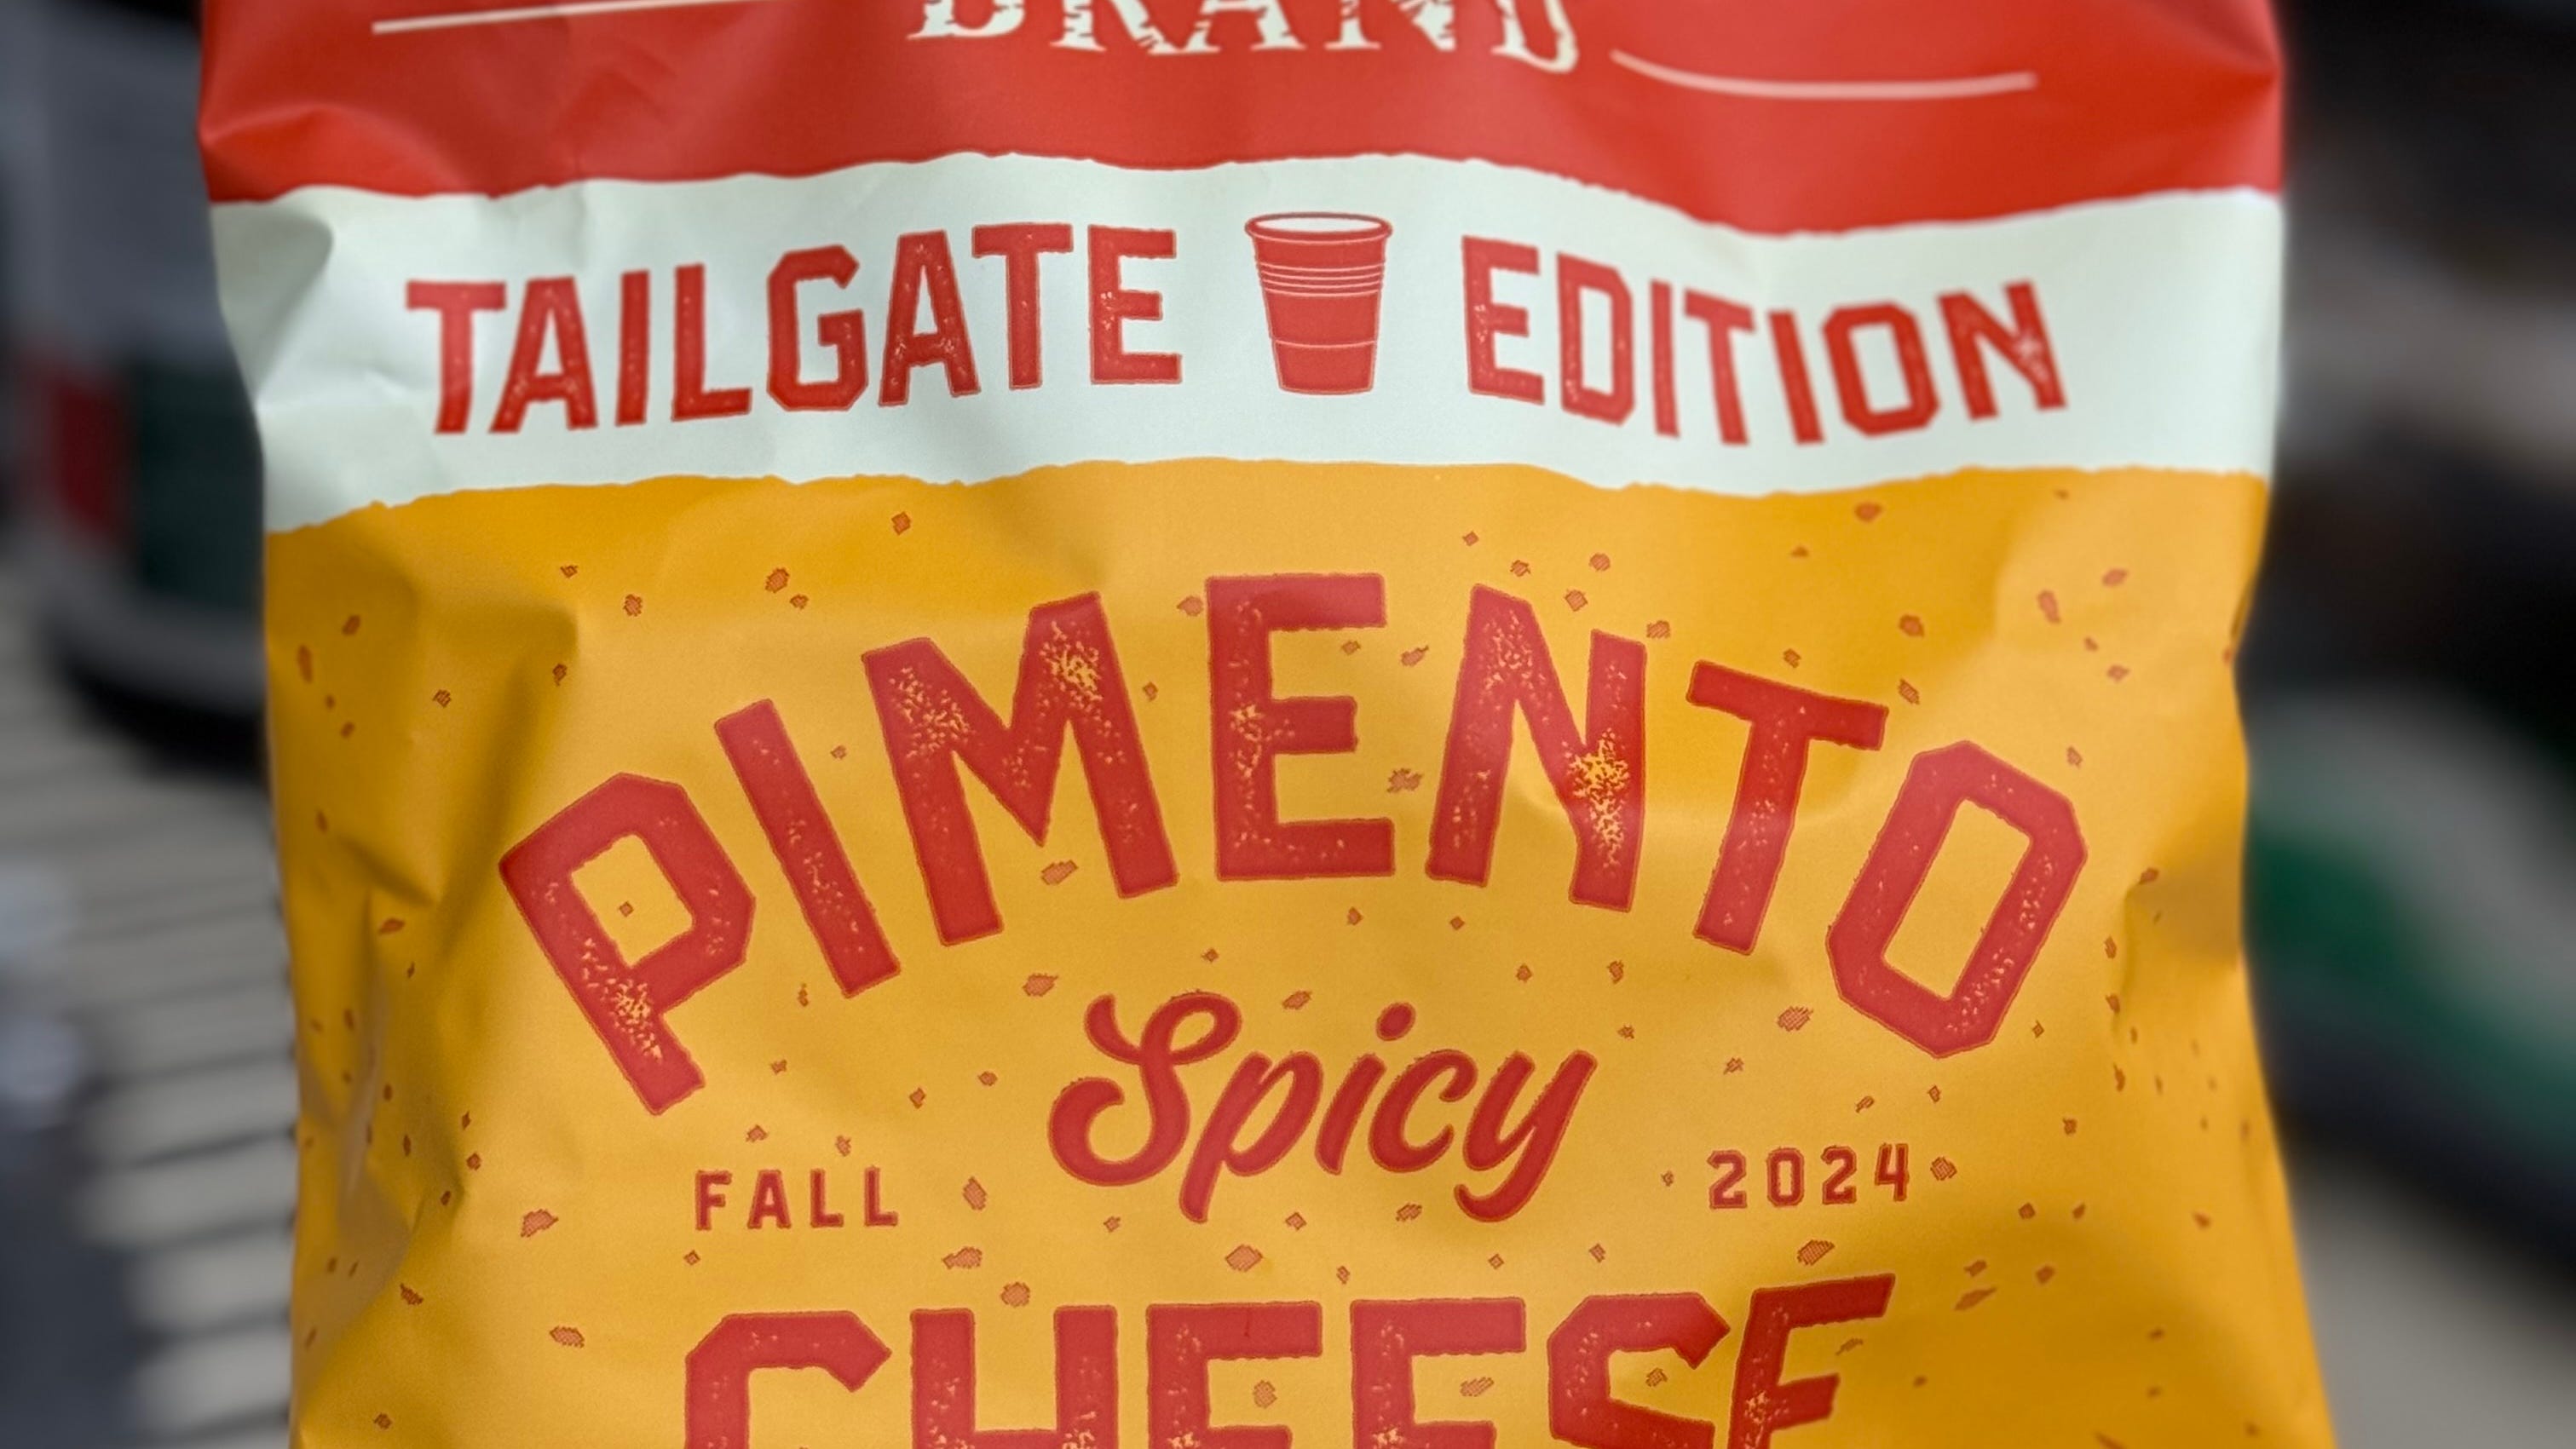 BRAND
TAILGATE EDITION
PIMENTO
Spicy
FALL 2024
CHEESE